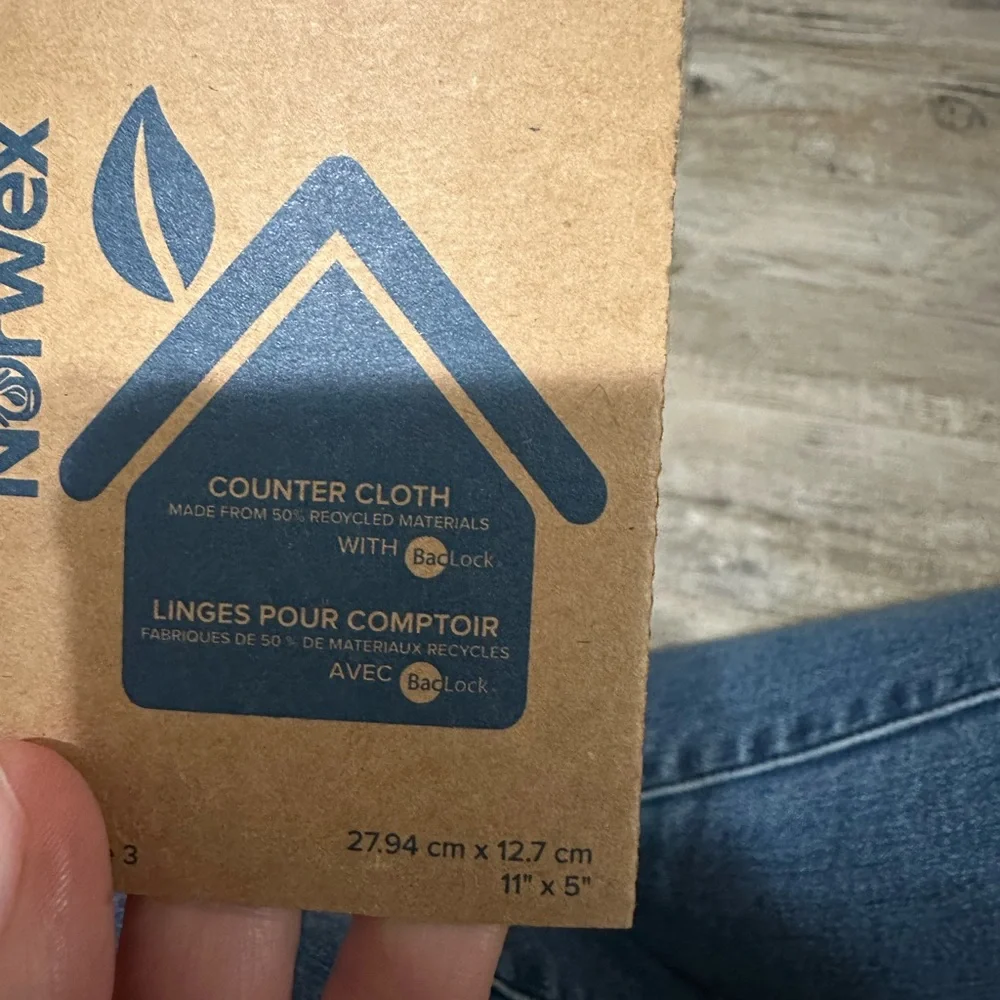 Norwex
COUNTER CLOTH
MADE FROM 50% RECYCLED MATERIALS
WITH BacLock
LINGES POUR COMPTOIR
FABRIQUES DE 50 % DE MATERIAUX RECYCLÉS
AVEC BacLock
3
27.94 cm x 12.7 cm
11" x 5"